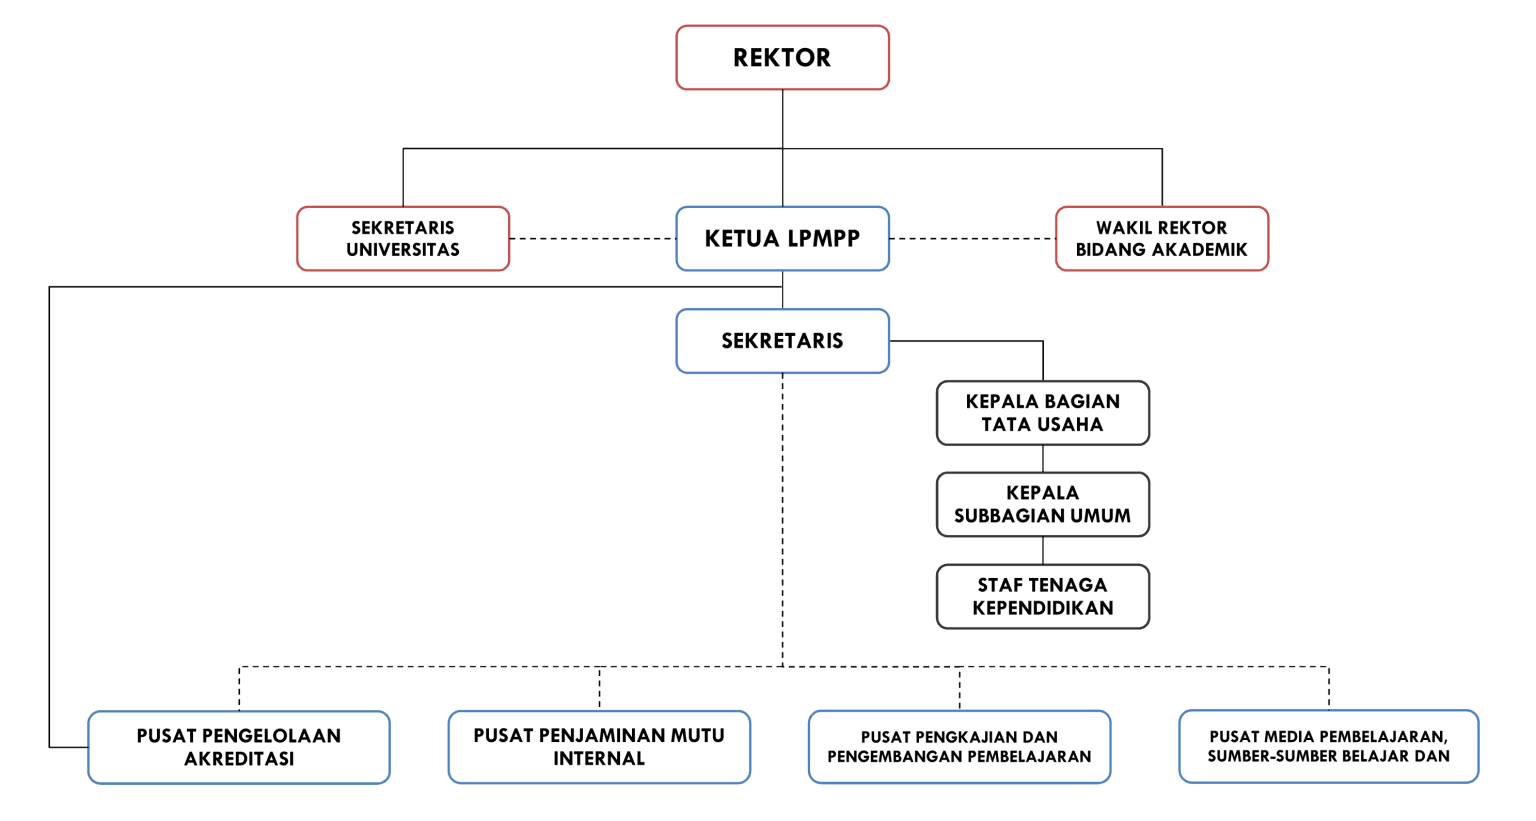 REKTOR
SEKRETARIS
UNIVERSITAS
KETUA LPMPP
WAKIL REKTOR
BIDANG AKADEMIK
SEKRETARIS
KEPALA BAGIAN
TATA USAHA
KEPALA
SUBBAGIAN UMUM
STAF TENAGA
KEPENDIDIKAN
PUSAT PENGELOLAAN
AKREDITASI
PUSAT PENJAMINAN MUTU
INTERNAL
PUSAT PENGKAJIAN DAN
PENGEMBANGAN PEMBELAJARAN
PUSAT MEDIA PEMBELAJARAN,
SUMBER-SUMBER BELAJAR DAN